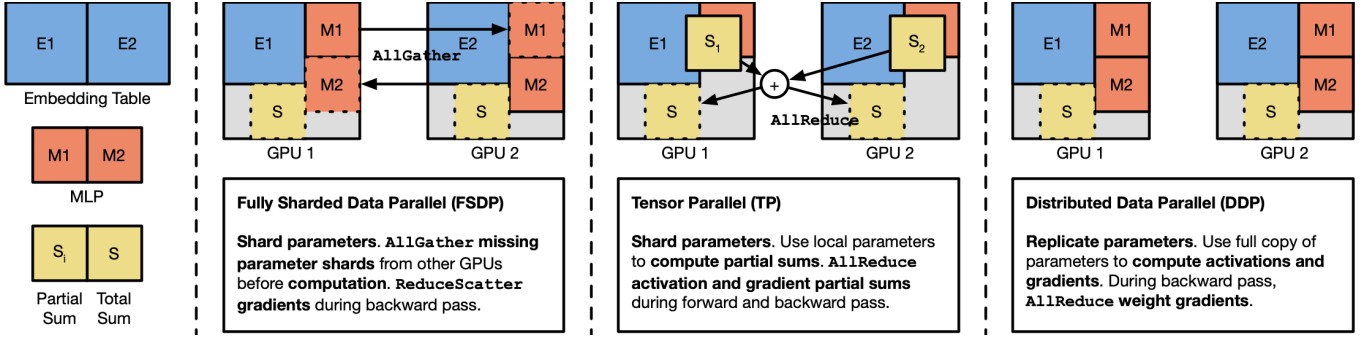 E1 E2
Embedding Table
M1 M2
MLP
Si S
Partial Sum
Total Sum
E1 M1
M2
S
GPU 1
AllGather
E2
M2
S
GPU 2
Fully Sharded Data Parallel (FSDP)
Shard parameters. AllGather missing
parameter shards from other GPUs
before computation. ReduceScatter
gradients during backward pass.
E1 S1
S
GPU 1
+
AllReduce
E2 S2
S
GPU 2
Tensor Parallel (TP)
Shard parameters. Use local parameters
to compute partial sums. AllReduce
activation and gradient partial sums
during forward and backward pass.
E1 M1
M2
S
GPU 1
E2 M1
M2
S
GPU 2
Distributed Data Parallel (DDP)
Replicate parameters. Use full copy of
parameters to compute activations and
gradients. During backward pass,
AllReduce weight gradients.